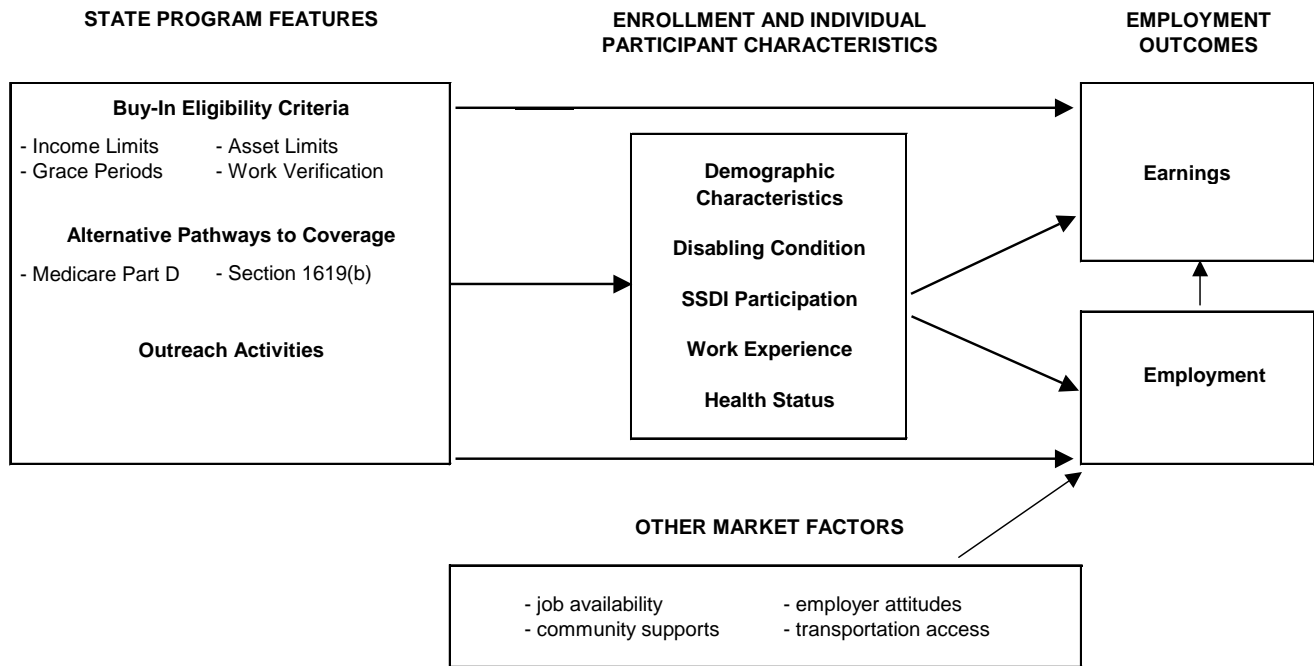 STATE PROGRAM FEATURES
ENROLLMENT AND INDIVIDUAL
PARTICIPANT CHARACTERISTICS
EMPLOYMENT
OUTCOMES
Buy-In Eligibility Criteria
- Income Limits - Asset Limits
- Grace Periods - Work Verification
Alternative Pathways to Coverage
- Medicare Part D - Section 1619(b)
Outreach Activities
Demographic
Characteristics
Disabling Condition
SSDI Participation
Work Experience
Health Status
Earnings
Employment
OTHER MARKET FACTORS
- job availability - employer attitudes
- community supports - transportation access